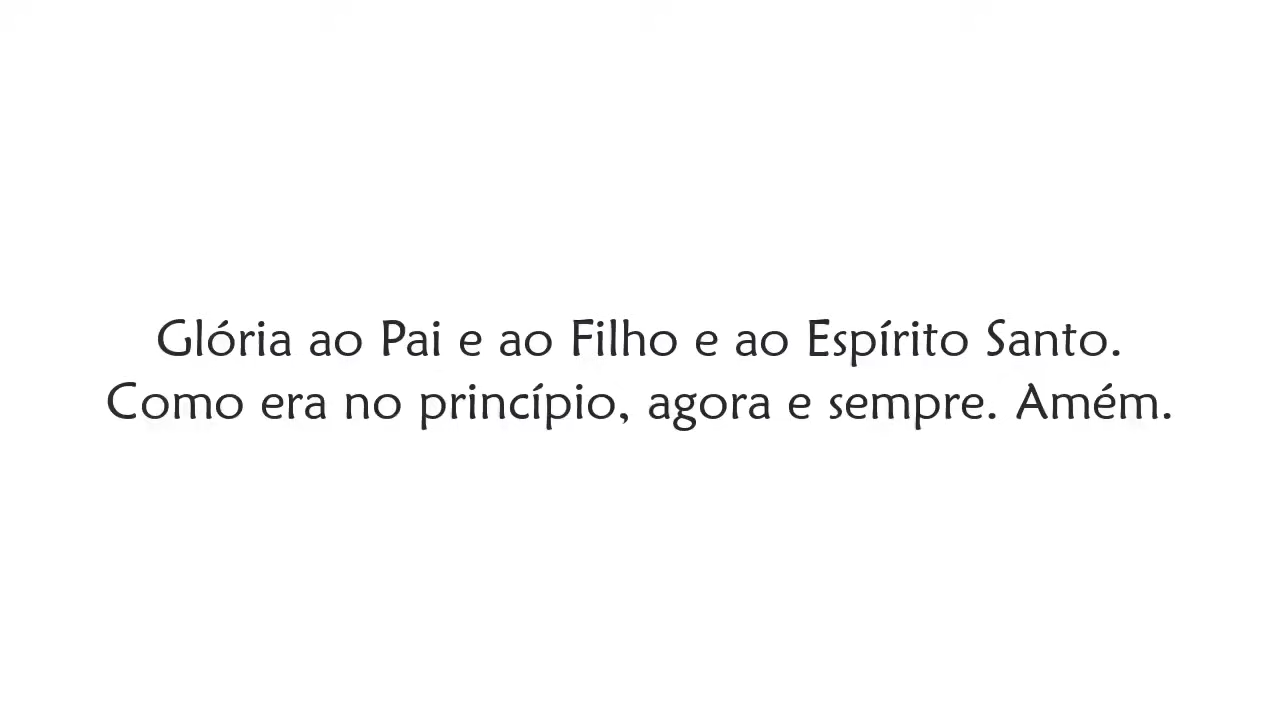 Glória ao Pai e ao Filho e ao Espírito Santo.
Como era no princípio, agora e sempre. Amém.